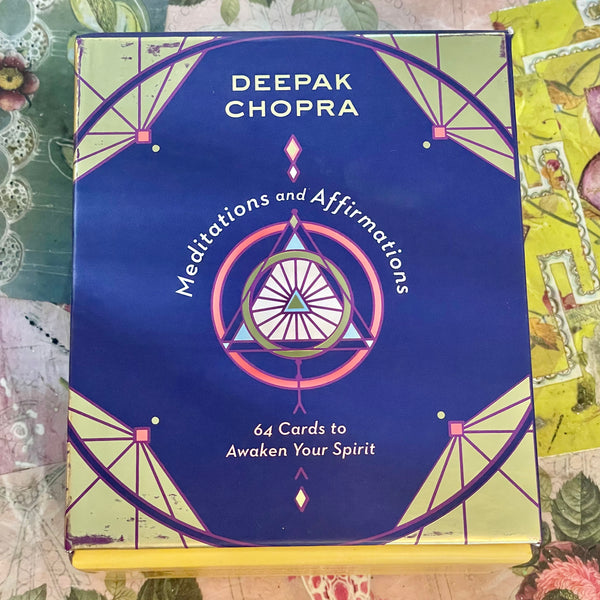 DEEPAK
CHOPRA
Meditations and Affirmations
64 Cards to
Awaken Your Spirit